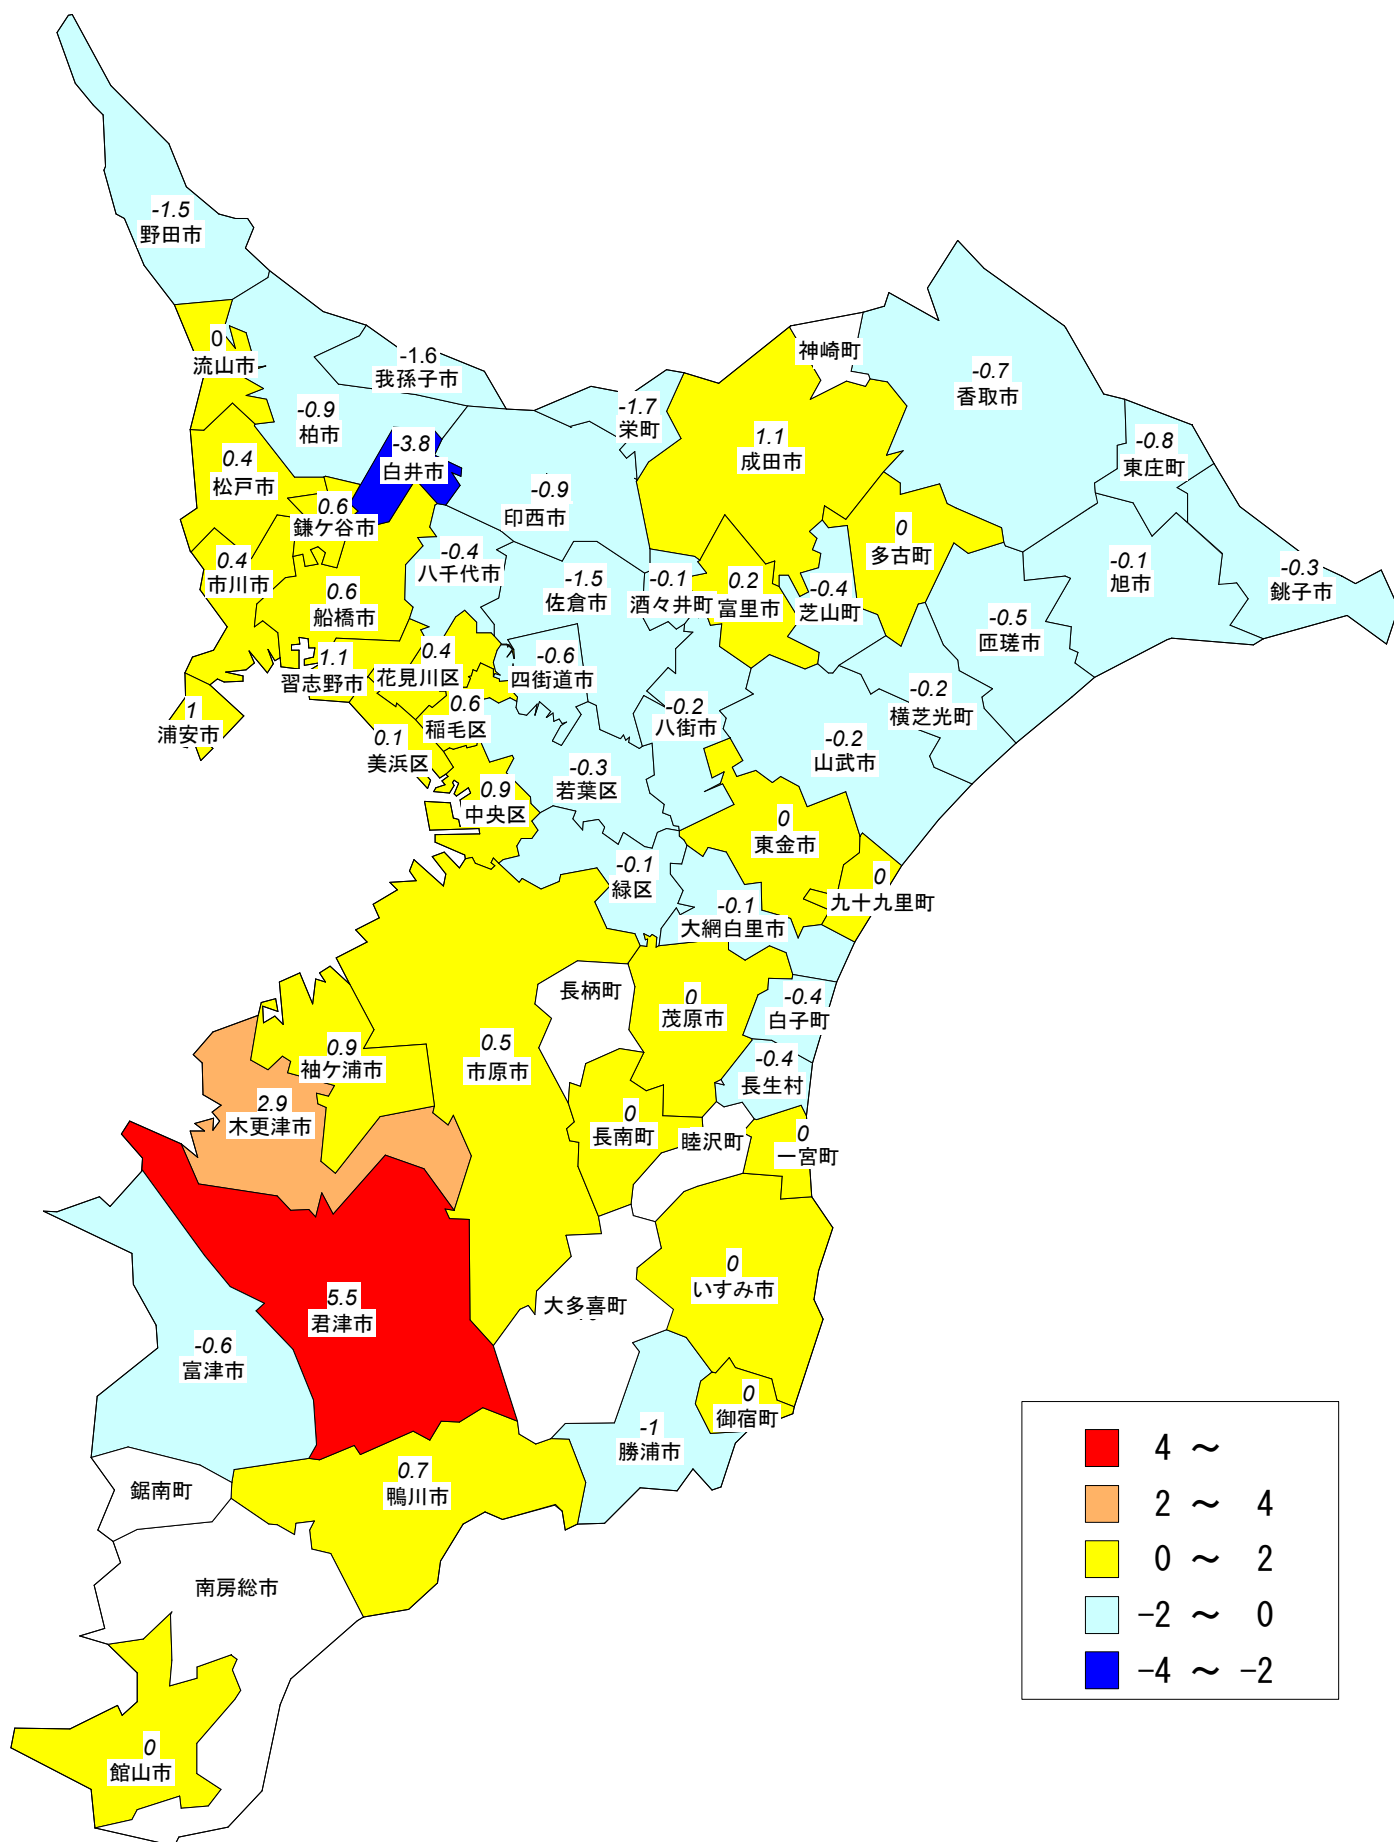 -1.5
野田市
0
流山市
-1.6
我孫子市
神崎町
-0.7
香取市
-0.9
柏市
-1.7
栄町
1.1
成田市
-0.8
東庄町
0.4
松戸市
-3.8
白井市
-0.9
印西市
0.6
鎌ケ谷市
0
多古町
-0.4
八千代市
-0.1
旭市
-0.3
銚子市
0.4
市川市
-1.5
佐倉市
-0.1
酒々井町
0.2
富里市
-0.4
芝山町
0.6
船橋市
-0.5
匝瑳市
1.1
習志野市
0.4
花見川区
-0.6
四街道市
-0.2
横芝光町
1
浦安市
0.6
稲毛区
-0.2
八街市
0.1
美浜区
-0.2
山武市
-0.3
若葉区
0.9
中央区
0
東金市
-0.1
緑区
0
九十九里町
-0.1
大網白里市
長柄町
0
茂原市
-0.4
白子町
0.9
袖ケ浦市
0.5
市原市
-0.4
長生村
2.9
木更津市
0
長南町
睦沢町
0
一宮町
0
いすみ市
5.5
君津市
大多喜町
-0.6
富津市
0
御宿町
-1
勝浦市
0.7
鴨川市
鋸南町
南房総市
0
館山市
4 ～
2 ～ 4
0 ～ 2
-2 ～ 0
-4 ～ -2